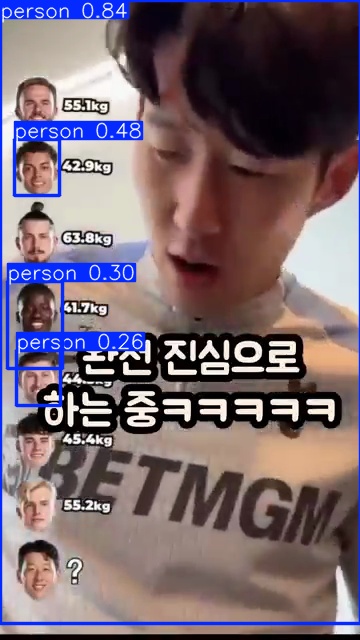 person 0.84
55.1kg
person 0.48
42.9kg
63.8kg
person 0.30
41.7kg
person 0.26
완전 진심으로
하는 중ㅋㅋㅋㅋㅋ
45.4kg
BETMGM
55.2kg
?